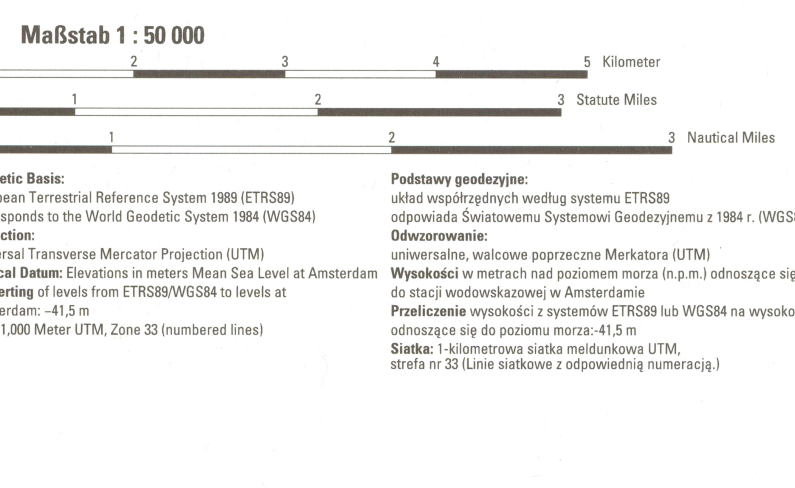 Maßstab 1 : 50 000
2 3 4 5 Kilometer
1 2 3 Statute Miles
1 2 3 Nautical Miles
etic Basis:
pean Terrestrial Reference System 1989 (ETRS89)
sponds to the World Geodetic System 1984 (WGS84)
ction:
ersal Transverse Mercator Projection (UTM)
cal Datum: Elevations in meters Mean Sea Level at Amsterdam
erting of levels from ETRS89/WGS84 to levels at
erdam: –41,5 m
1,000 Meter UTM, Zone 33 (numbered lines)
Podstawy geodezyjne:
układ współrzędnych według systemu ETRS89
odpowiada Światowemu Systemowi Geodezyjnemu z 1984 r. (WGS8
Odwzorowanie:
uniwersalne, walcowe poprzeczne Merkatora (UTM)
Wysokości w metrach nad poziomem morza (n.p.m.) odnoszące się
do stacji wodowskazowej w Amsterdamie
Przeliczenie wysokości z systemów ETRS89 lub WGS84 na wysoko
odnoszące się do poziomu morza:-41,5 m
Siatka: 1-kilometrowa siatka meldunkowa UTM,
strefa nr 33 (Linie siatkowe z odpowiednią numeracją.)